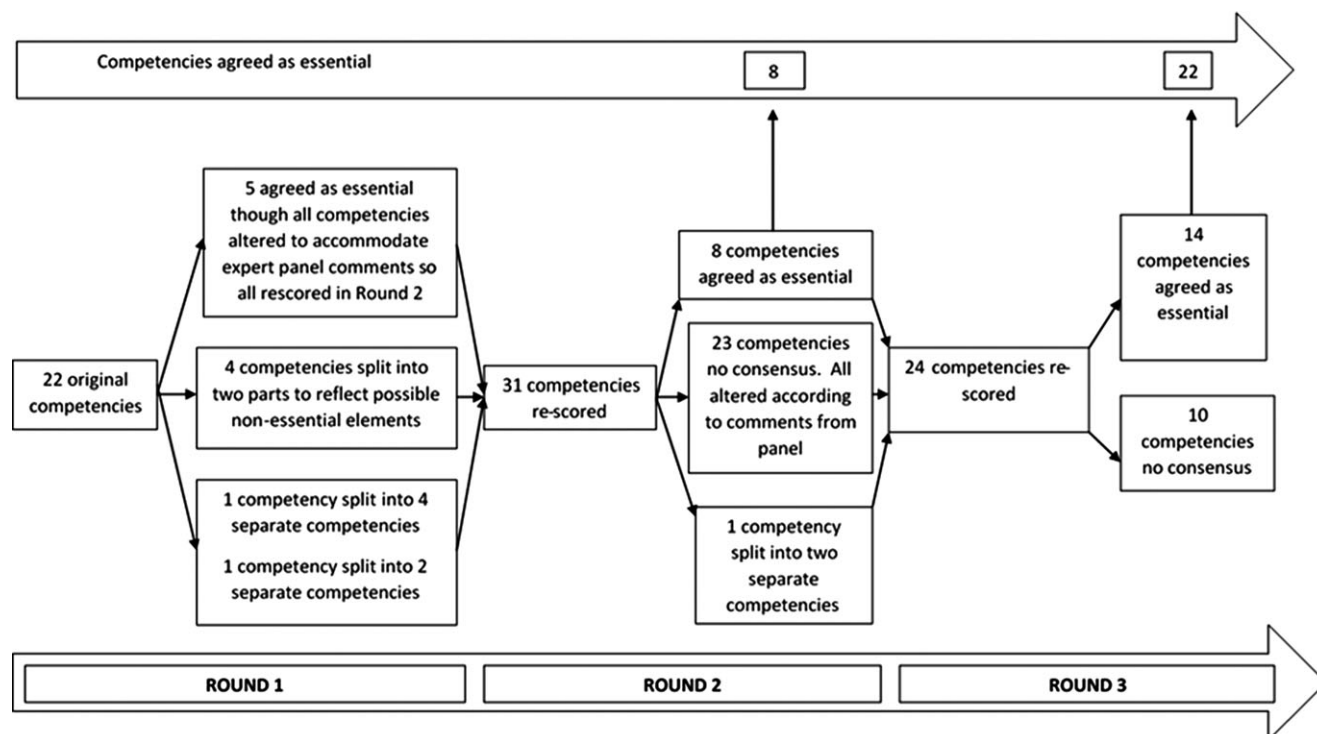 Competencies agreed as essential
8
22
5 agreed as essential
though all competencies
altered to accommodate
expert panel comments so
all rescored in Round 2
22 original
competencies
4 competencies split into
two parts to reflect possible
non-essential elements
1 competency split into 4
separate competencies
1 competency split into 2
separate competencies
31 competencies
re-scored
8 competencies
agreed as essential
23 competencies
no consensus. All
altered according
to comments from
panel
1 competency
split into two
separate
competencies
24 competencies re-
scored
14
competencies
agreed as
essential
10
competencies
no consensus
ROUND 1
ROUND 2
ROUND 3